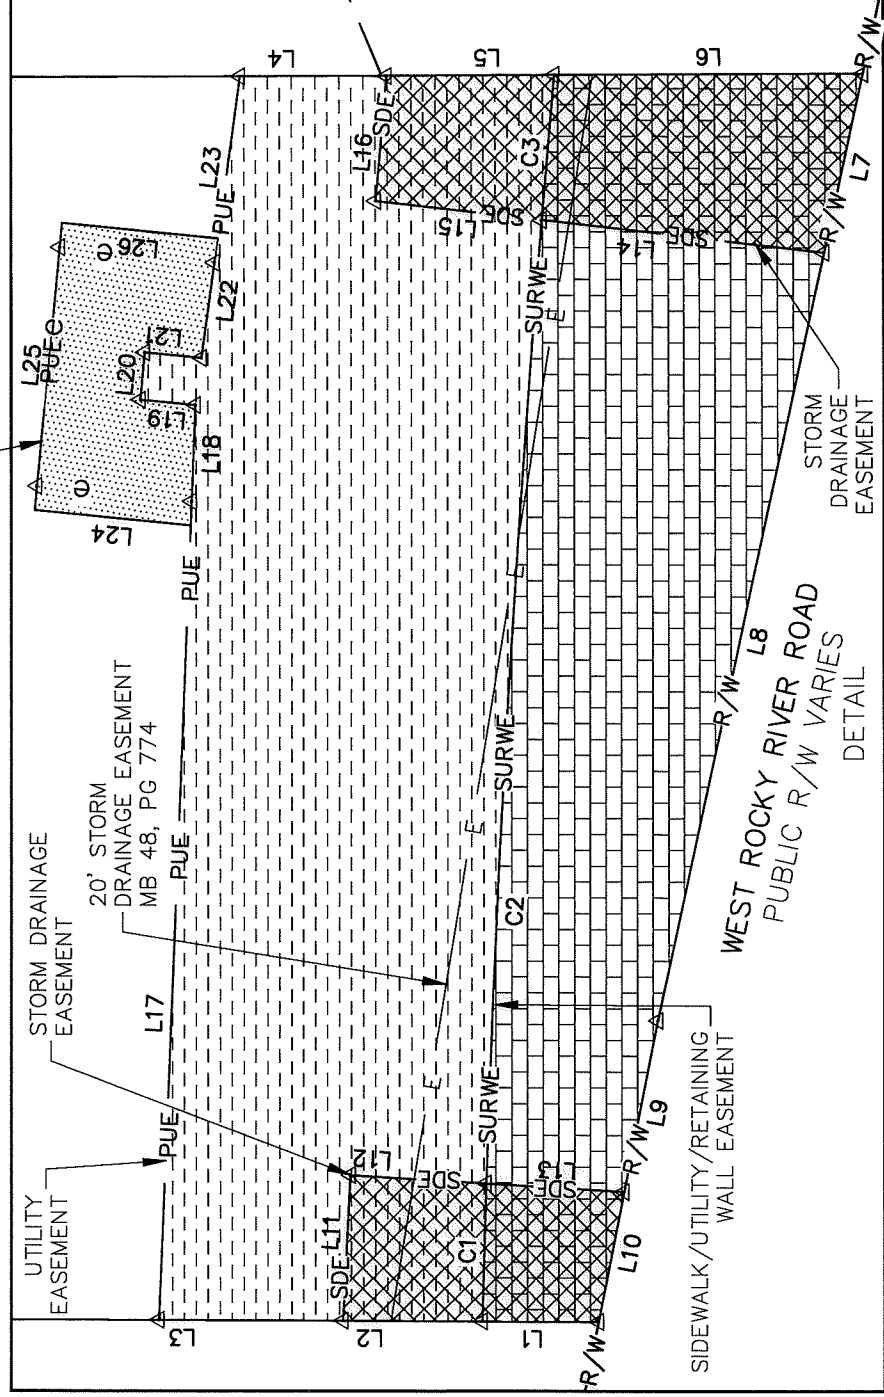 UTILITY
EASEMENT
STORM DRAINAGE
EASEMENT
20' STORM
DRAINAGE EASEMENT
MB 48, PG 774
PUE
L17
PUE
PUE
L24
L25
PUE
L26
L20
L21
L19
L18
L22
PUE
L23
L4
L16
SDE
L5
L6
R/W
L3
L2
L1
SDE
L11
L12
SDE
L13
SDE
C1
SURWE
C2
SURWE
SURWE
C3
L15
SDE
L14
SDE
E
E
E
E
R/W
L10
R/W
L9
R/W
L8
R/W
L7
STORM
DRAINAGE
EASEMENT
SIDEWALK/UTILITY/RETAINING
WALL EASEMENT
WEST ROCKY RIVER ROAD
PUBLIC R/W VARIES
DETAIL